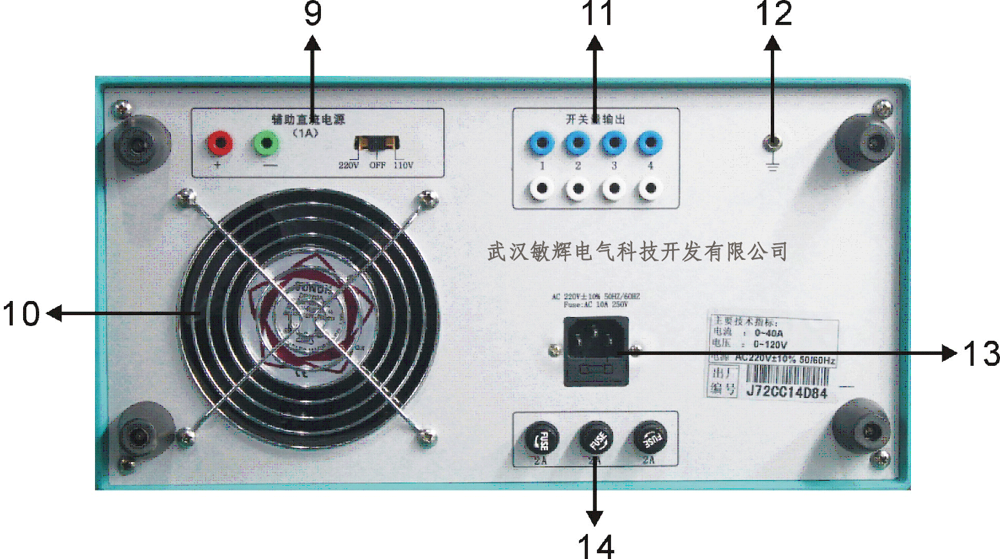 9
11
12
辅助直流电源
(1A)
+
—
220V OFF 110V
开关量输出
1 2 3 4
武汉敏辉电气科技开发有限公司
10
AC 220V±10% 50HZ/60HZ
Fuse:AC 10A 250V
主要技术指标:
电流 : 0~40A
电压 : 0~120V
电源 AC220V±10% 50/60Hz
出厂
编号
J72CC14D84
13
FUSE FUSE FUSE
2A 2A 2A
14